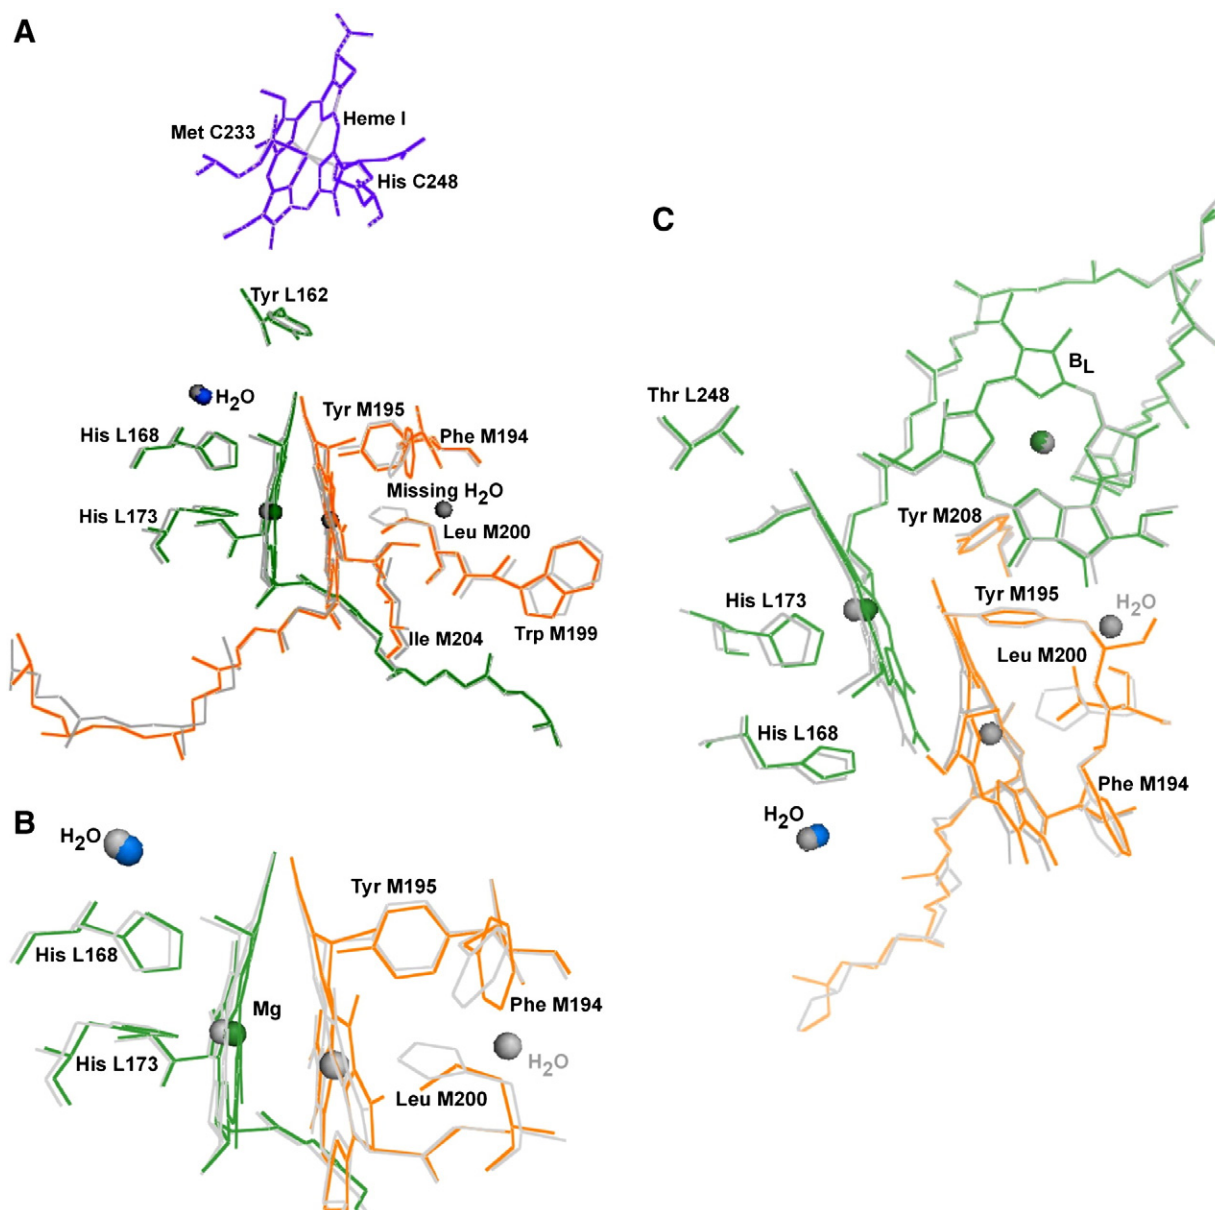 A
Heme I
Met C233
His C248
Tyr L162
H₂O
Tyr M195
His L168
Phe M194
Missing H₂O
His L173
Leu M200
Ile M204
Trp M199
B
H₂O
Tyr M195
His L168
Phe M194
Mg
His L173
H₂O
Leu M200
C
B_L
Thr L248
Tyr M208
His L173
Tyr M195
H₂O
Leu M200
His L168
Phe M194
H₂O